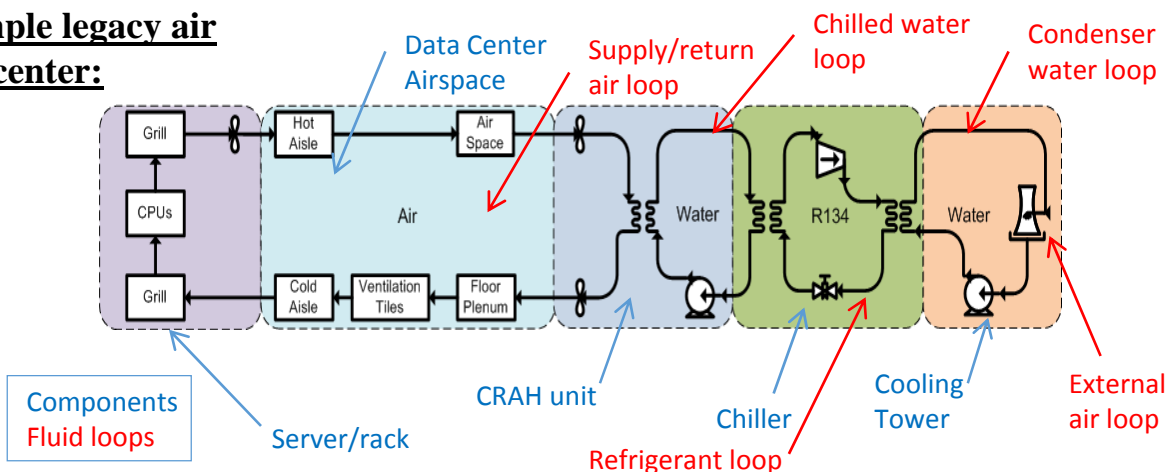 legacy air
center:
Data Center
Airspace
Supply/return
air loop
Chilled water
loop
Condenser
water loop
Grill
Hot
Aisle
Air
Space
CPUs
Air
Water
R134
Water
Grill
Cold
Aisle
Ventilation
Tiles
Floor
Plenum
Components
Fluid loops
Server/rack
CRAH unit
Chiller
Refrigerant loop
Cooling
Tower
External
air loop